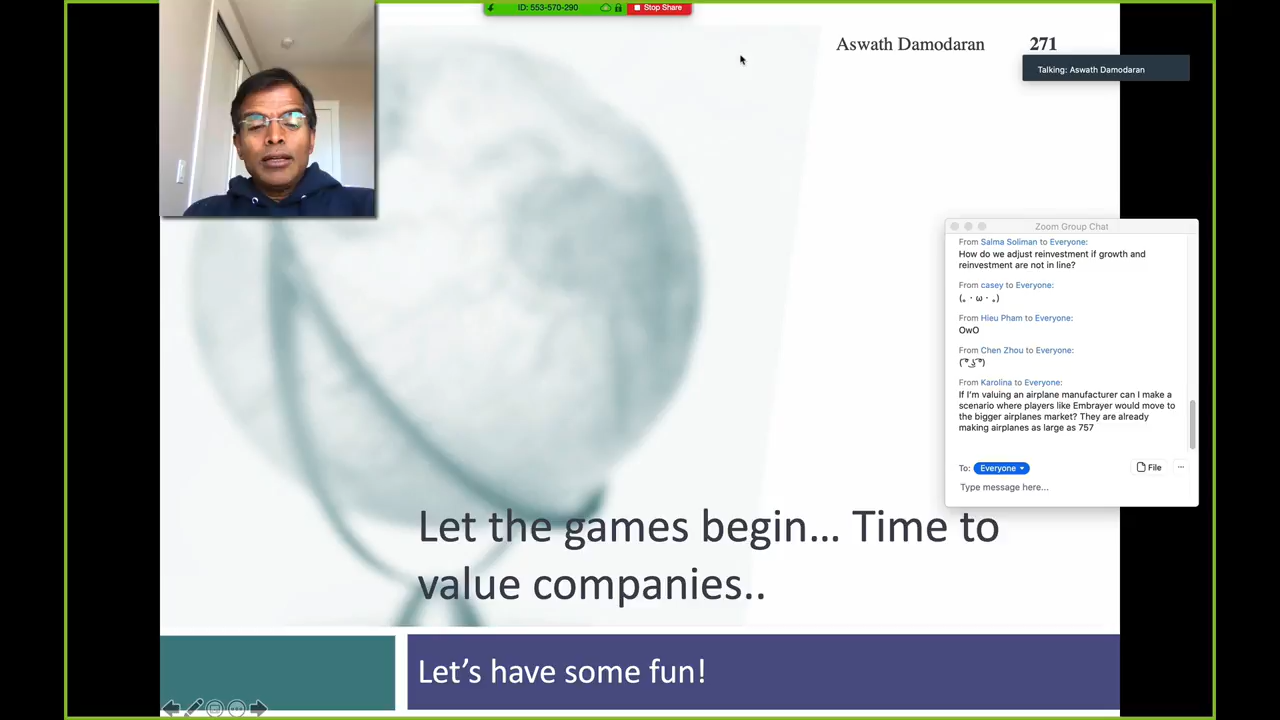 ID: 553-570-290
Stop Share
Aswath Damodaran 271
Talking: Aswath Damodaran
Zoom Group Chat
From Salma Soliman to Everyone:
How do we adjust reinvestment if growth and
reinvestment are not in line?
From casey to Everyone:
(｡・ω・｡)
From Hieu Pham to Everyone:
OwO
From Chen Zhou to Everyone:
( ͡° ͜ʖ ͡°)
From Karolina to Everyone:
If I'm valuing an airplane manufacturer can I make a
scenario where players like Embrayer would move to
the bigger airplanes market? They are already
making airplanes as large as 757
To: Everyone
File
Type message here...
Let the games begin… Time to
value companies..
Let's have some fun!